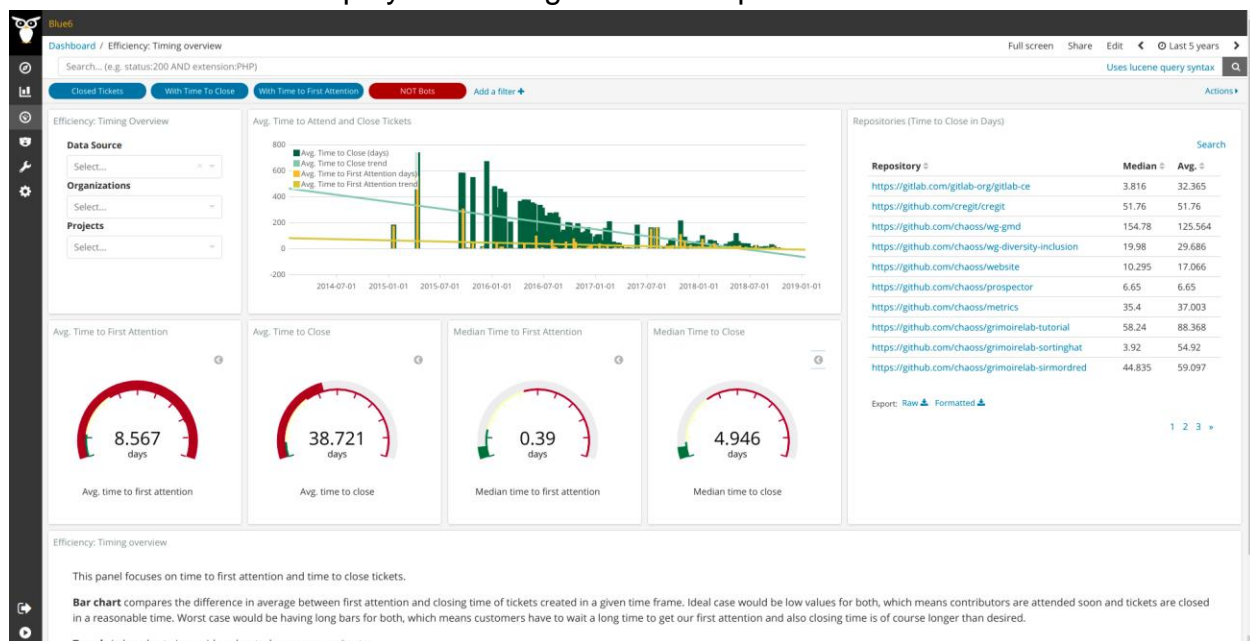 Blue6
Dashboard / Efficiency: Timing overview
Full screen Share Edit Last 5 years
Search... (e.g. status:200 AND extension:PHP)
Uses lucene query syntax
Closed Tickets With Time To Close With Time to First Attention NOT Bots Add a filter +
Actions
Efficiency: Timing Overview
Data Source
Select...
Organizations
Select...
Projects
Select...
Avg. Time to Attend and Close Tickets
800
600
400
200
0
-200
Avg. Time to Close (days)
Avg. Time to Close trend
Avg. Time to First Attention days)
Avg. Time to First Attention trend
2014-07-01 2015-01-01 2015-07-01 2016-01-01 2016-07-01 2017-01-01 2017-07-01 2018-01-01 2018-07-01 2019-01-01
Repositories (Time to Close in Days)
Search
Repository Median Avg.
https://gitlab.com/gitlab-org/gitlab-ce 3.816 32.365
https://github.com/cregit/cregit 51.76 51.76
https://github.com/chaoss/wg-gmd 154.78 125.564
https://github.com/chaoss/wg-diversity-inclusion 19.98 29.686
https://github.com/chaoss/website 10.295 17.066
https://github.com/chaoss/prospector 6.65 6.65
https://github.com/chaoss/metrics 35.4 37.003
https://github.com/chaoss/grimoirelab-tutorial 58.24 88.368
https://github.com/chaoss/grimoirelab-sortinghat 3.92 54.92
https://github.com/chaoss/grimoirelab-sirmordred 44.835 59.097
Export: Raw Formatted
1 2 3 »
Avg. Time to First Attention
8.567
days
Avg. time to first attention
Avg. Time to Close
38.721
days
Avg. time to close
Median Time to First Attention
0.39
days
Median time to first attention
Median Time to Close
4.946
days
Median time to close
Efficiency: Timing overview
This panel focuses on time to first attention and time to close tickets.
Bar chart compares the difference in average between first attention and closing time of tickets created in a given time frame. Ideal case would be low values for both, which means contributors are attended soon and tickets are closed
in a reasonable time. Worst case would be having long bars for both, which means customers have to wait a long time to get our first attention and also closing time is of course longer than desired.